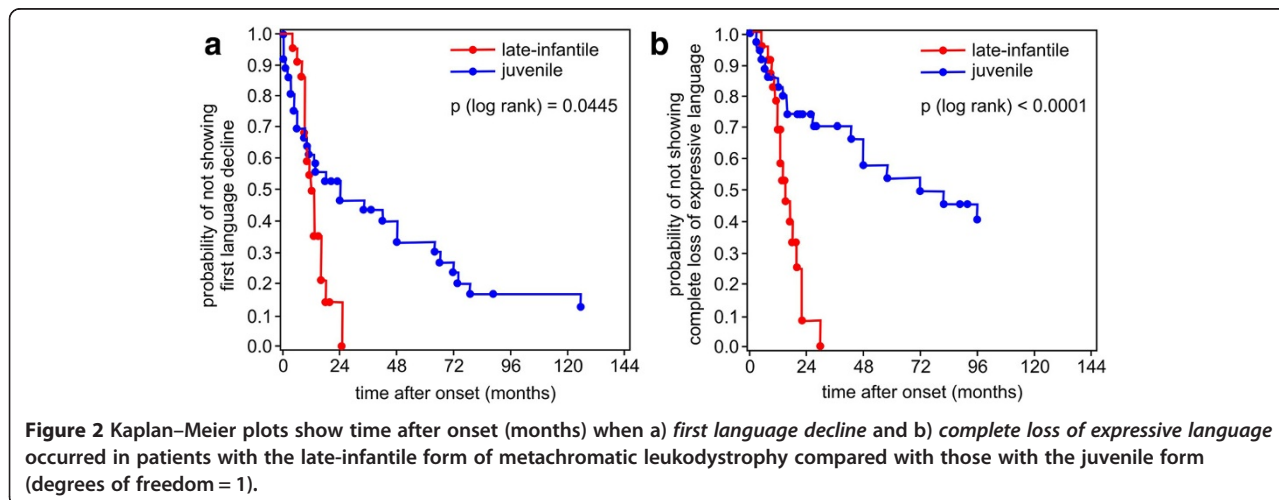 a
late-infantile
juvenile
p (log rank) = 0.0445
probability of not showing
first language decline
1.0
0.9
0.8
0.7
0.6
0.5
0.4
0.3
0.2
0.1
0.0
0 24 48 72 96 120 144
time after onset (months)
b
late-infantile
juvenile
p (log rank) < 0.0001
probability of not showing
complete loss of expressive language
1.0
0.9
0.8
0.7
0.6
0.5
0.4
0.3
0.2
0.1
0.0
0 24 48 72 96 120 144
time after onset (months)
Figure 2 Kaplan–Meier plots show time after onset (months) when a) first language decline and b) complete loss of expressive language
occurred in patients with the late-infantile form of metachromatic leukodystrophy compared with those with the juvenile form
(degrees of freedom = 1).